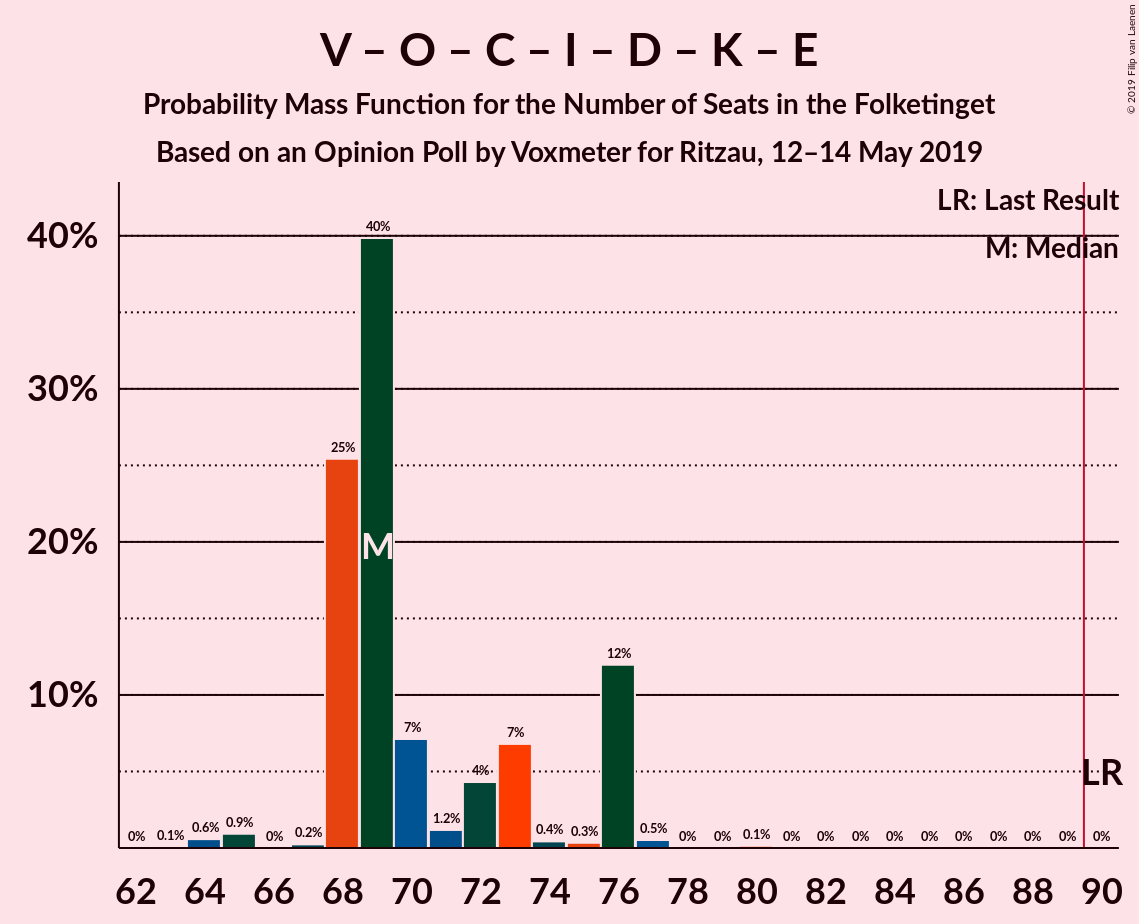 V – O – C – I – D – K – E
Probability Mass Function for the Number of Seats in the Folketinget
Based on an Opinion Poll by Voxmeter for Ritzau, 12–14 May 2019
© 2019 Filip van Laenen
LR: Last Result
M: Median
40%
30%
20%
10%
0% 0.1% 0.6% 0.9% 0% 0.2% 25% 40% 7% 1.2% 4% 7% 0.4% 0.3% 12% 0.5% 0% 0% 0.1% 0% 0% 0% 0% 0% 0% 0% 0% 0% 0%
M
LR
62 64 66 68 70 72 74 76 78 80 82 84 86 88 90